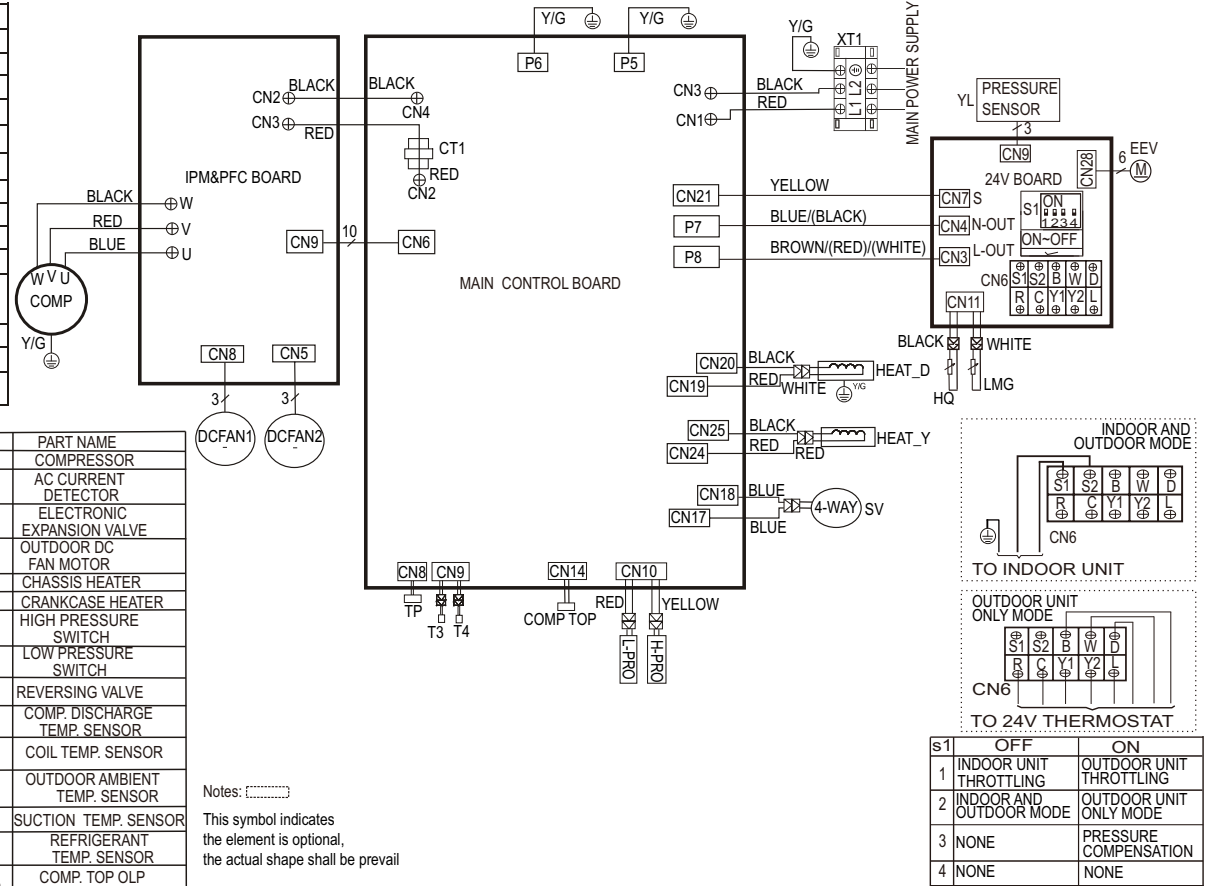 Y/G
Y/G
P6
P5
Y/G
XT1
MAIN POWER SUPPLY
L1 L2
CN3
BLACK
CN1
RED
YL
PRESSURE
SENSOR
3
CN9
CN28
6
EEV
M
24V BOARD
S1
ON
1234
ON~OFF
CN7 S
CN4 N-OUT
CN3 L-OUT
CN6
S1 S2 B W D
R C Y1 Y2 L
CN11
BLACK
WHITE
HQ
LMG
CN2
BLACK
BLACK
CN4
CN3
RED
CT1
RED
CN2
IPM&PFC BOARD
BLACK
W
RED
V
BLUE
U
W V U
COMP
Y/G
CN9
10
CN6
CN8
CN5
3
3
DCFAN1
~
DCFAN2
~
MAIN CONTROL BOARD
CN21
YELLOW
P7
BLUE/(BLACK)
P8
BROWN/(RED)/(WHITE)
CN20
BLACK
HEAT_D
CN19
RED
WHITE
Y/G
CN25
BLACK
HEAT_Y
CN24
RED
RED
CN18
BLUE
4-WAY
SV
CN17
BLUE
CN8
CN9
CN14
CN10
TP
T3
T4
COMP TOP
RED
YELLOW
L-PRO
H-PRO
PART NAME
COMPRESSOR
AC CURRENT
DETECTOR
ELECTRONIC
EXPANSION VALVE
OUTDOOR DC
FAN MOTOR
CHASSIS HEATER
CRANKCASE HEATER
HIGH PRESSURE
SWITCH
LOW PRESSURE
SWITCH
REVERSING VALVE
COMP. DISCHARGE
TEMP. SENSOR
COIL TEMP. SENSOR
OUTDOOR AMBIENT
TEMP. SENSOR
SUCTION TEMP. SENSOR
REFRIGERANT
TEMP. SENSOR
COMP. TOP OLP
Notes:
This symbol indicates
the element is optional,
the actual shape shall be prevail
INDOOR AND
OUTDOOR MODE
S1 S2 B W D
R C Y1 Y2 L
CN6
TO INDOOR UNIT
OUTDOOR UNIT
ONLY MODE
S1 S2 B W D
R C Y1 Y2 L
CN6
TO 24V THERMOSTAT
s1 OFF ON
1 INDOOR UNIT THROTTLING OUTDOOR UNIT THROTTLING
2 INDOOR AND OUTDOOR MODE OUTDOOR UNIT ONLY MODE
3 NONE PRESSURE COMPENSATION
4 NONE NONE